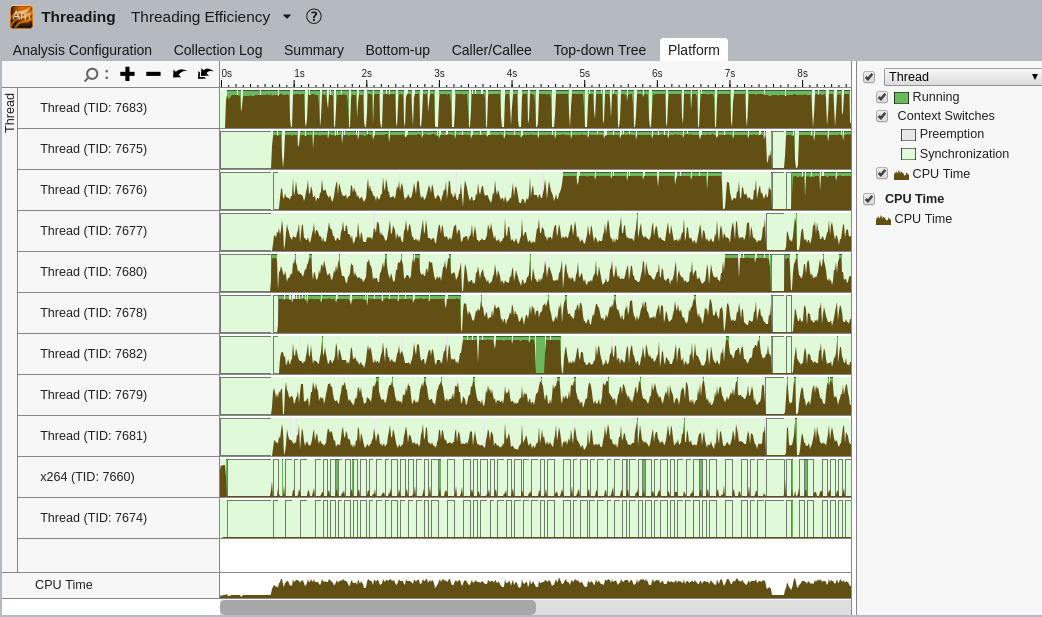 Am Threading Threading Efficiency ?
Analysis Configuration Collection Log Summary Bottom-up Caller/Callee Top-down Tree Platform
0s 1s 2s 3s 4s 5s 6s 7s 8s
Thread
Thread (TID: 7683)
Thread (TID: 7675)
Thread (TID: 7676)
Thread (TID: 7677)
Thread (TID: 7680)
Thread (TID: 7678)
Thread (TID: 7682)
Thread (TID: 7679)
Thread (TID: 7681)
x264 (TID: 7660)
Thread (TID: 7674)
CPU Time
Thread
Running
Context Switches
Preemption
Synchronization
CPU Time
CPU Time
CPU Time